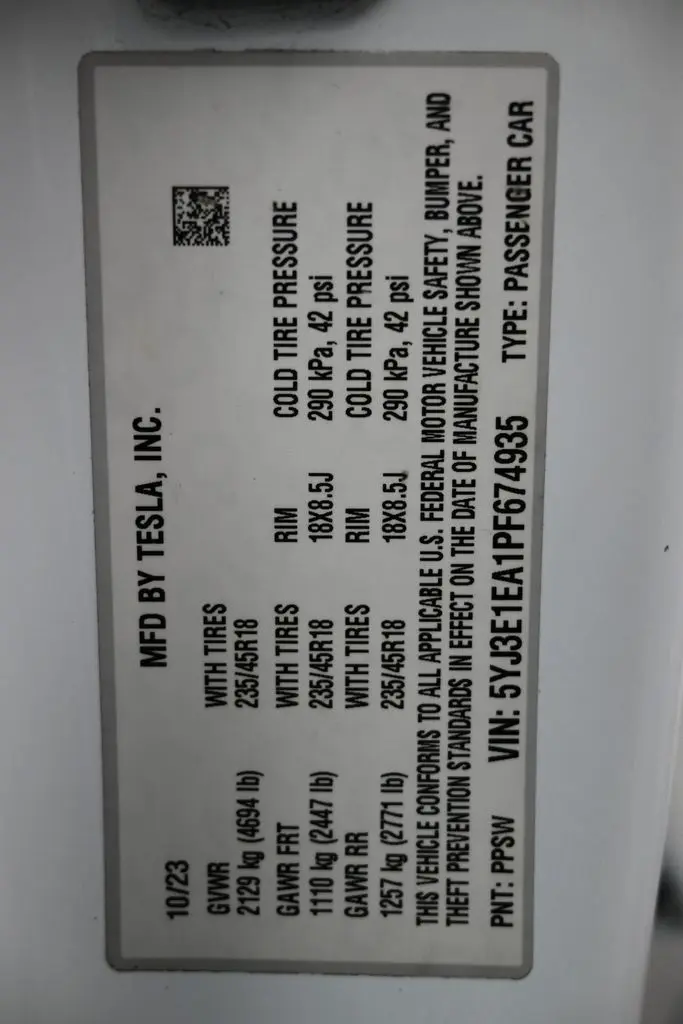 MFD BY TESLA, INC.
10/23
GVWR WITH TIRES
2129 kg (4694 lb) 235/45R18
GAWR FRT WITH TIRES RIM COLD TIRE PRESSURE
1110 kg (2447 lb) 235/45R18 18X8.5J 290 kPa, 42 psi
GAWR RR WITH TIRES RIM COLD TIRE PRESSURE
1257 kg (2771 lb) 235/45R18 18X8.5J 290 kPa, 42 psi
THIS VEHICLE CONFORMS TO ALL APPLICABLE U.S. FEDERAL MOTOR VEHICLE SAFETY, BUMPER, AND
THEFT PREVENTION STANDARDS IN EFFECT ON THE DATE OF MANUFACTURE SHOWN ABOVE.
PNT: PPSW VIN: 5YJ3E1EA1PF674935 TYPE: PASSENGER CAR